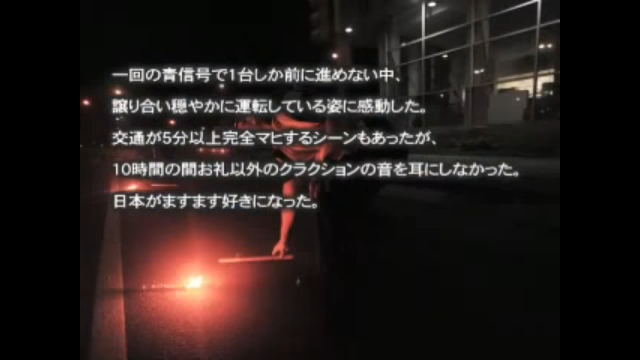 一回の青信号で1台しか前に進めない中、
譲り合い穏やかに運転している姿に感動した。
交通が5分以上完全マヒするシーンもあったが、
10時間の間お礼以外のクラクションの音を耳にしなかった。
日本がますます好きになった。